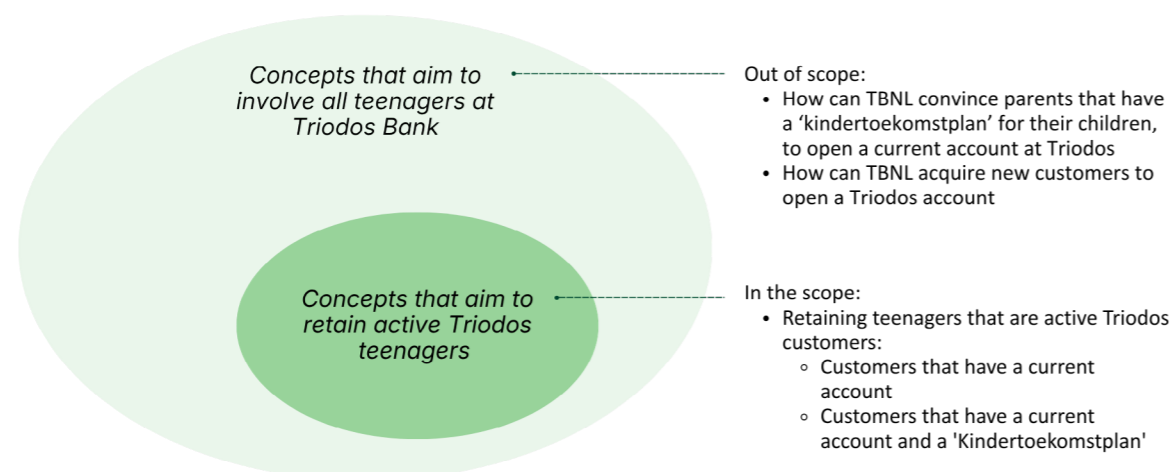 Concepts that aim to
involve all teenagers at
Triodos Bank
Out of scope:
• How can TBNL convince parents that have
a ‘kindertoekomstplan’ for their children,
to open a current account at Triodos
• How can TBNL acquire new customers to
open a Triodos account
Concepts that aim to
retain active Triodos
teenagers
In the scope:
• Retaining teenagers that are active Triodos
customers:
◦ Customers that have a current
account
◦ Customers that have a current
account and a 'Kindertoekomstplan'